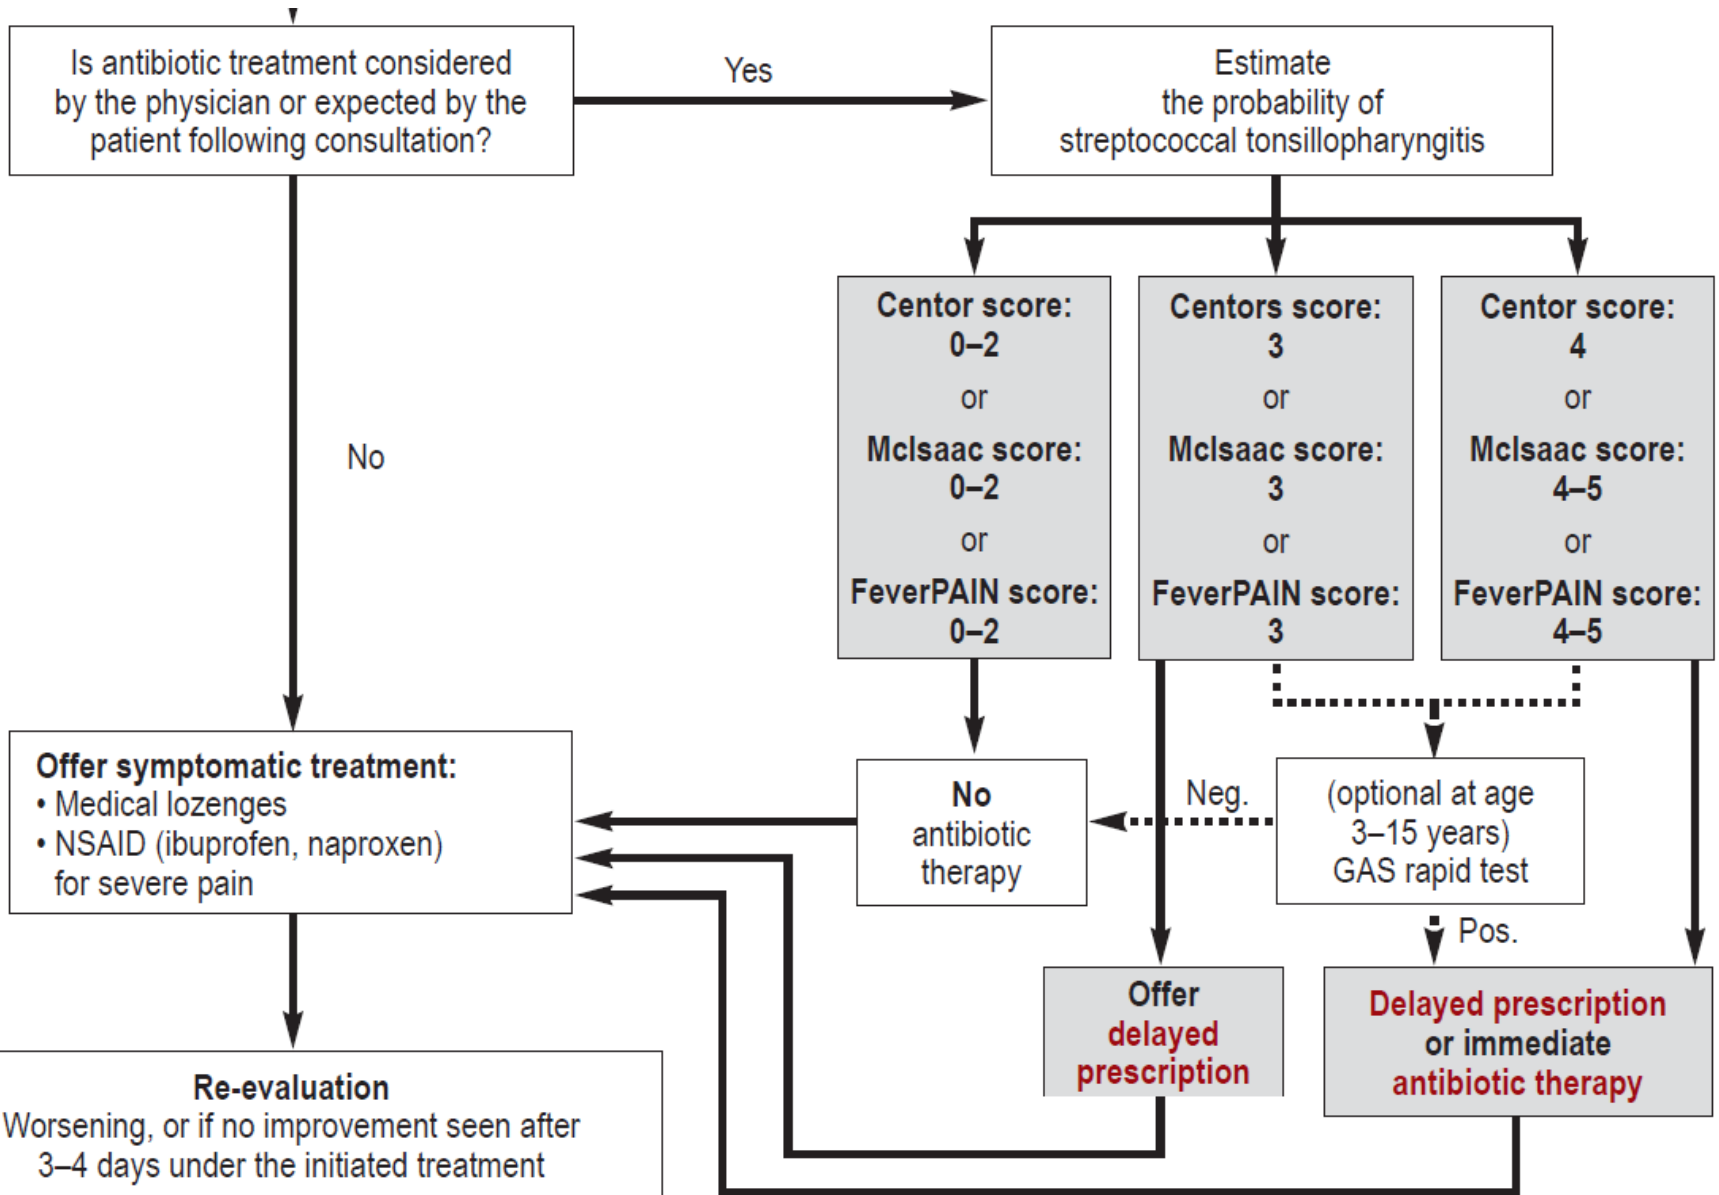 Is antibiotic treatment considered
by the physician or expected by the
patient following consultation?
Yes
Estimate
the probability of
streptococcal tonsillopharyngitis
No
Centor score:
0–2
or
McIsaac score:
0–2
or
FeverPAIN score:
0–2
Centors score:
3
or
McIsaac score:
3
or
FeverPAIN score:
3
Centor score:
4
or
McIsaac score:
4–5
or
FeverPAIN score:
4–5
Offer symptomatic treatment:
• Medical lozenges
• NSAID (ibuprofen, naproxen)
for severe pain
No
antibiotic
therapy
Neg.
(optional at age
3–15 years)
GAS rapid test
Pos.
Offer
delayed
prescription
Delayed prescription
or immediate
antibiotic therapy
Re-evaluation
Worsening, or if no improvement seen after
3–4 days under the initiated treatment